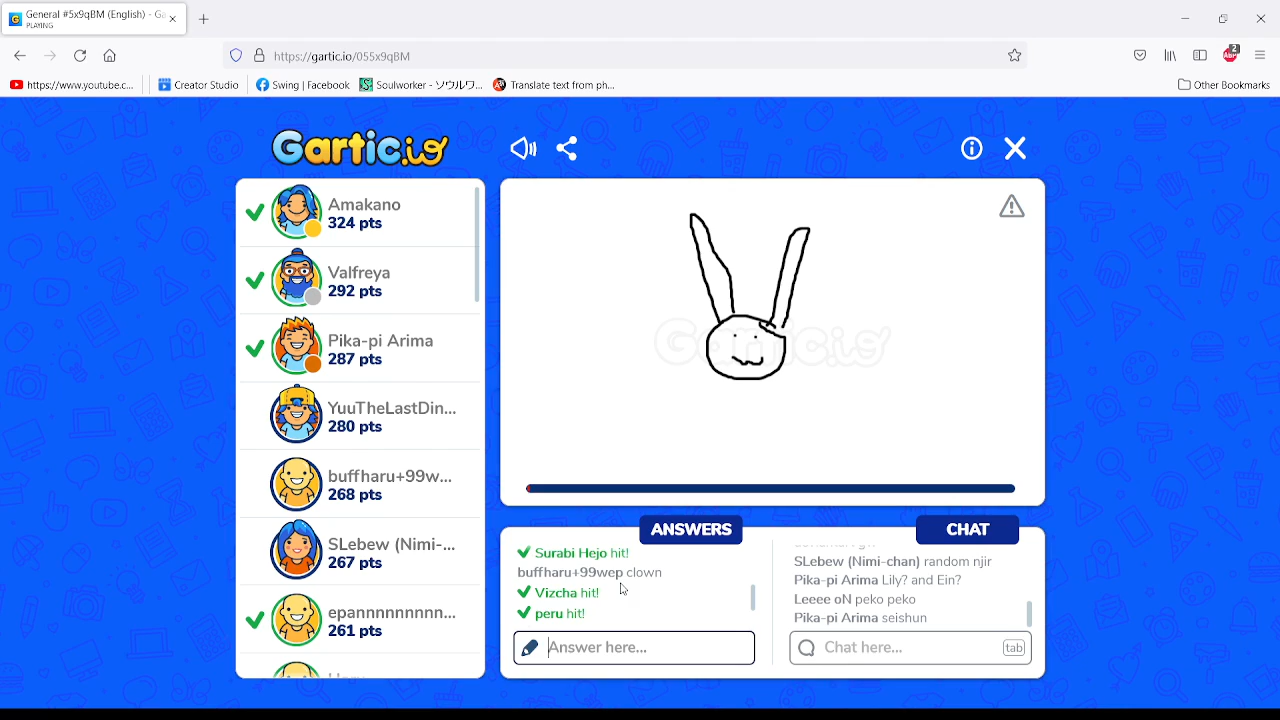 General #5x9qBM (English) - Ga
PLAYING
https://gartic.io/055x9qBM
2
https://www.youtube.c...
Creator Studio
Swing | Facebook
Soulworker - ソウルワ...
Translate text from ph...
Other Bookmarks
Gartic.io
Amakano
324 pts
Valfreya
292 pts
Pika-pi Arima
287 pts
YuuTheLastDin...
280 pts
buffharu+99w...
268 pts
SLebew (Nimi-...
267 pts
epannnnnnnnn...
261 pts
Gartic.io
ANSWERS
Surabi Hejo hit!
buffharu+99wep clown
Vizcha hit!
peru hit!
Answer here...
CHAT
SLebew (Nimi-chan) random njir
Pika-pi Arima Lily? and Ein?
Leeee oN peko peko
Pika-pi Arima seishun
Chat here...
tab